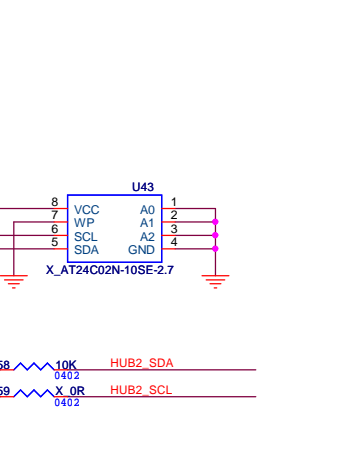 U43
8 VCC A0 1
7 WP A1 2
6 SCL A2 3
5 SDA GND 4
X_AT24C02N-10SE-2.7
58 10K HUB2_SDA
0402
59 X_0R HUB2_SCL
0402